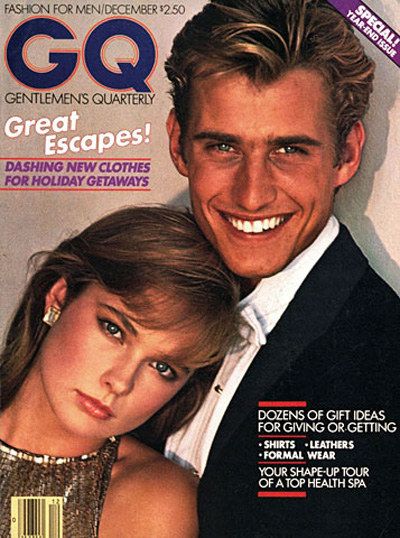 FASHION FOR MEN/DECEMBER $2.50
GQ
GENTLEMEN'S QUARTERLY
SPECIAL!
YEAR-END ISSUE
Great
Escapes!
DASHING NEW CLOTHES
FOR HOLIDAY GETAWAYS
DOZENS OF GIFT IDEAS
FOR GIVING OR GETTING
• SHIRTS • LEATHERS
• FORMAL WEAR
YOUR SHAPE-UP TOUR
OF A TOP HEALTH SPA
12
0